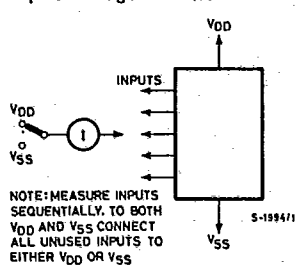 VDD
INPUTS
VDD
I
VSS
NOTE: MEASURE INPUTS
SEQUENTIALLY. TO BOTH
VDD AND VSS CONNECT
ALL UNUSED INPUTS TO
EITHER VDD OR VSS
S-1994/1
VSS